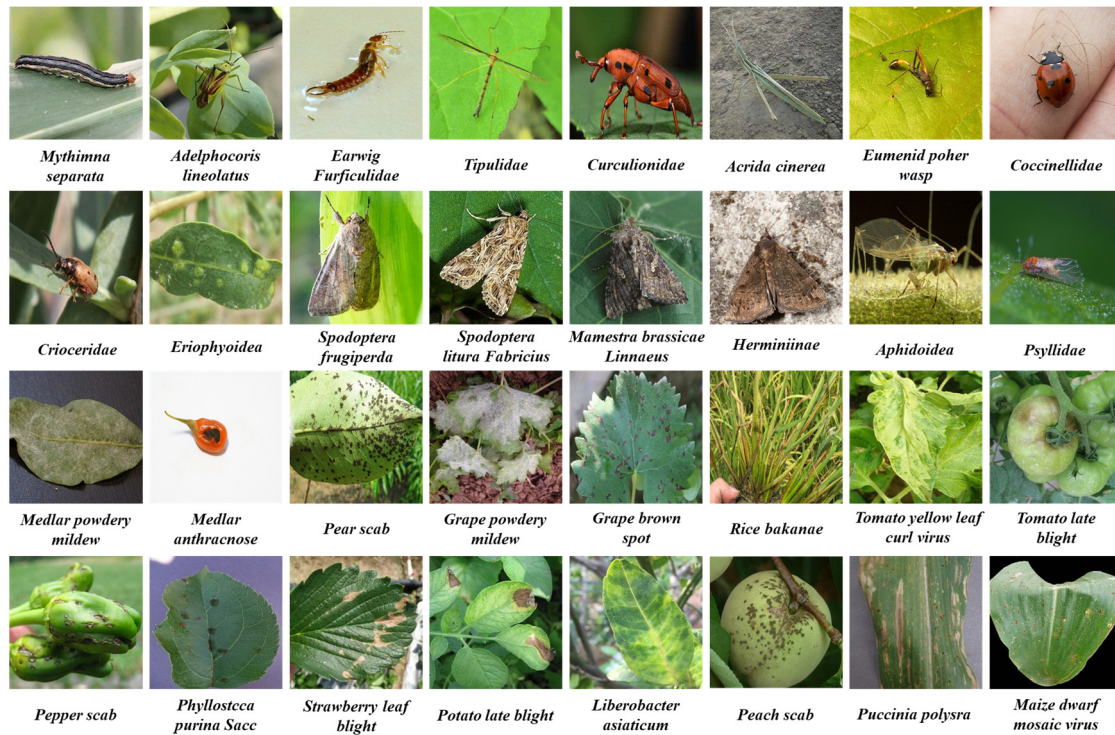 Mythimna
separata
Adelphocoris
lineolatus
Earwig
Furficulidae
Tipulidae
Curculionidae
Acrida cinerea
Eumenid poher
wasp
Coccinellidae
Crioceridae
Eriophyoidea
Spodoptera
frugiperda
Spodoptera
litura Fabricius
Mamestra brassicae
Linnaeus
Herminiinae
Aphidoidea
Psyllidae
Medlar powdery
mildew
Medlar
anthracnose
Pear scab
Grape powdery
mildew
Grape brown
spot
Rice bakanae
Tomato yellow leaf
curl virus
Tomato late
blight
Pepper scab
Phyllostcca
purina Sacc
Strawberry leaf
blight
Potato late blight
Liberobacter
asiaticum
Peach scab
Puccinia polysra
Maize dwarf
mosaic virus